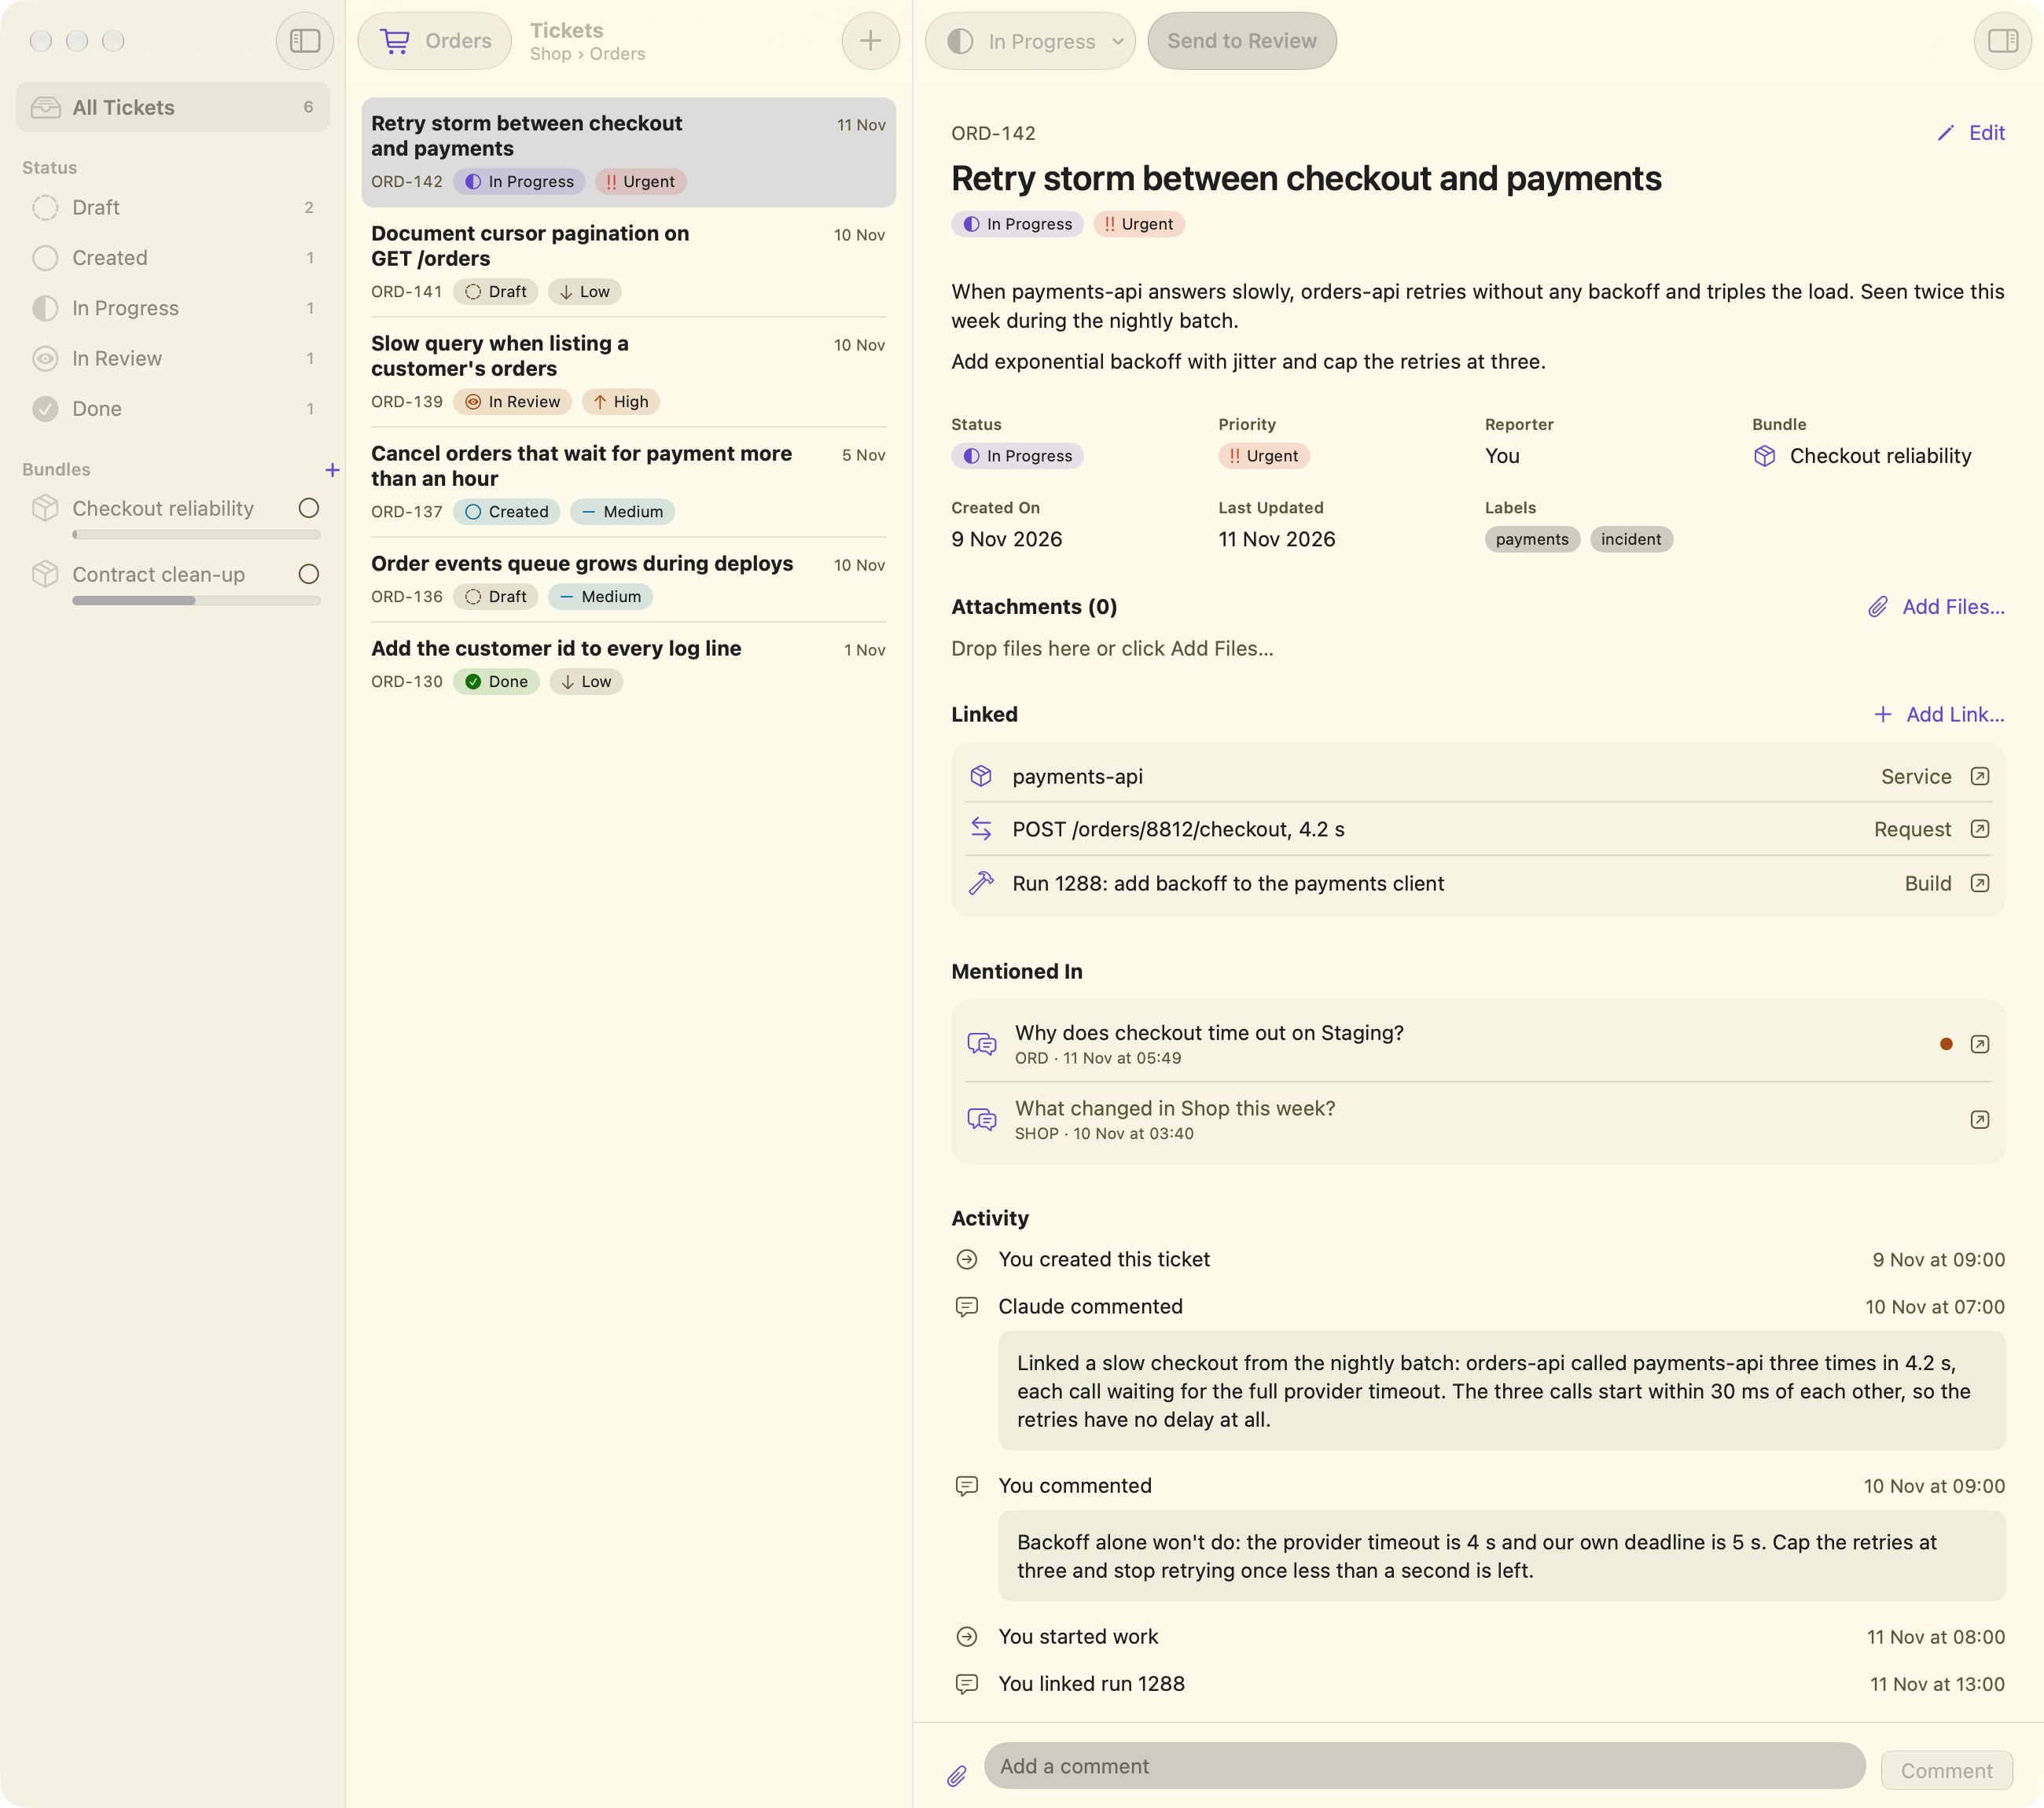 All Tickets 6
Status
Draft 2
Created 1
In Progress 1
In Review 1
Done 1
Bundles
Checkout reliability
Contract clean-up
Orders
Tickets
Shop › Orders
Retry storm between checkout and payments 11 Nov
ORD-142 In Progress Urgent
Document cursor pagination on GET /orders 10 Nov
ORD-141 Draft Low
Slow query when listing a customer's orders 10 Nov
ORD-139 In Review High
Cancel orders that wait for payment more than an hour 5 Nov
ORD-137 Created Medium
Order events queue grows during deploys 10 Nov
ORD-136 Draft Medium
Add the customer id to every log line 1 Nov
ORD-130 Done Low
In Progress
Send to Review
ORD-142
Edit
Retry storm between checkout and payments
In Progress !! Urgent
When payments-api answers slowly, orders-api retries without any backoff and triples the load. Seen twice this
week during the nightly batch.
Add exponential backoff with jitter and cap the retries at three.
Status Priority Reporter Bundle
In Progress !! Urgent You Checkout reliability
Created On Last Updated Labels
9 Nov 2026 11 Nov 2026 payments incident
Attachments (0)
Add Files...
Drop files here or click Add Files...
Linked
Add Link...
payments-api Service
POST /orders/8812/checkout, 4.2 s Request
Run 1288: add backoff to the payments client Build
Mentioned In
Why does checkout time out on Staging?
ORD · 11 Nov at 05:49
What changed in Shop this week?
SHOP · 10 Nov at 03:40
Activity
You created this ticket 9 Nov at 09:00
Claude commented 10 Nov at 07:00
Linked a slow checkout from the nightly batch: orders-api called payments-api three times in 4.2 s,
each call waiting for the full provider timeout. The three calls start within 30 ms of each other, so the
retries have no delay at all.
You commented 10 Nov at 09:00
Backoff alone won't do: the provider timeout is 4 s and our own deadline is 5 s. Cap the retries at
three and stop retrying once less than a second is left.
You started work 11 Nov at 08:00
You linked run 1288 11 Nov at 13:00
Add a comment
Comment